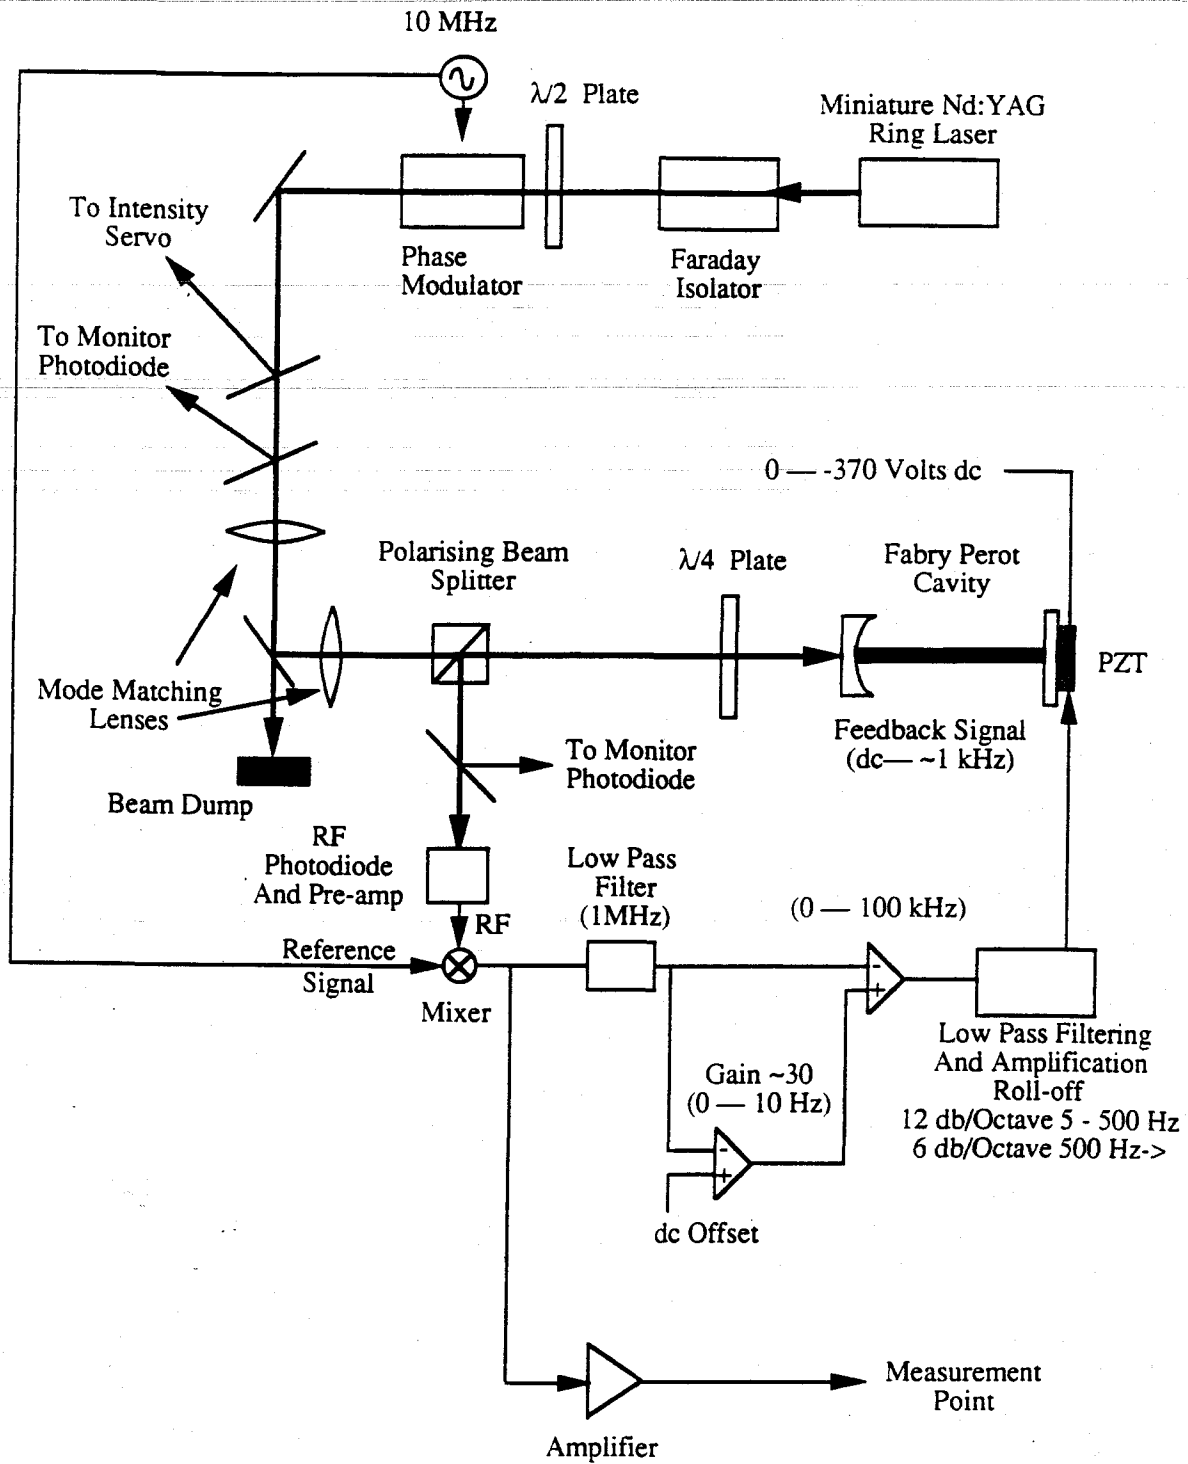 10 MHz
λ/2 Plate
Miniature Nd:YAG
Ring Laser
To Intensity
Servo
Phase
Modulator
Faraday
Isolator
To Monitor
Photodiode
0 — -370 Volts dc
Polarising Beam
Splitter
λ/4 Plate
Fabry Perot
Cavity
PZT
Mode Matching
Lenses
Feedback Signal
(dc— ~1 kHz)
To Monitor
Photodiode
Beam Dump
RF
Photodiode
And Pre-amp
Low Pass
Filter
(1MHz)
(0 — 100 kHz)
RF
Reference
Signal
-
+
Mixer
Low Pass Filtering
And Amplification
Roll-off
12 db/Octave 5 - 500 Hz
6 db/Octave 500 Hz->
Gain ~30
(0 — 10 Hz)
-
+
dc Offset
Measurement
Point
Amplifier